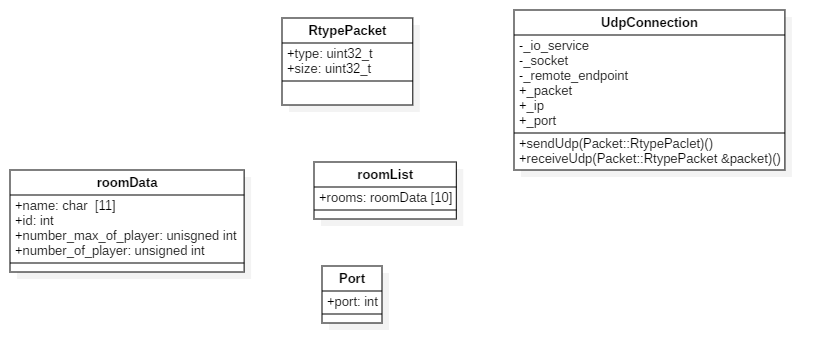 RtypePacket
+type: uint32_t
+size: uint32_t
UdpConnection
-_io_service
-_socket
-_remote_endpoint
+_packet
+_ip
+_port
+sendUdp(Packet::RtypePaclet)()
+receiveUdp(Packet::RtypePacket &packet)()
roomData
+name: char  [11]
+id: int
+number_max_of_player: unisgned int
+number_of_player: unsigned int
roomList
+rooms: roomData [10]
Port
+port: int